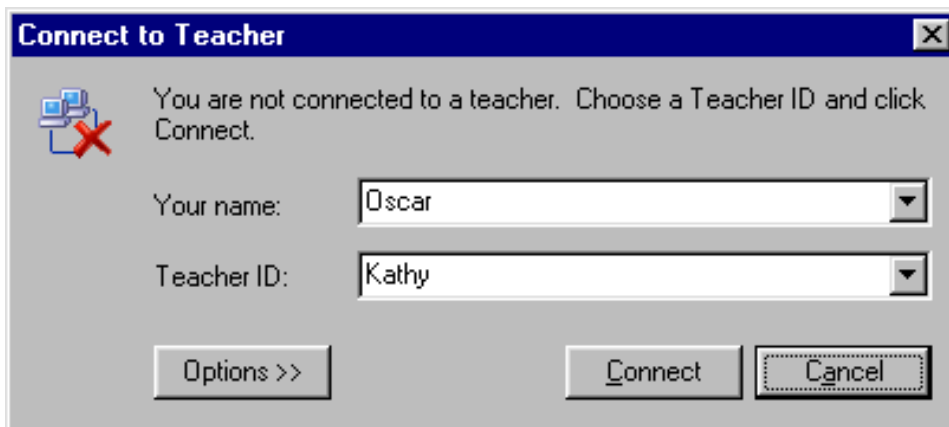 Connect to Teacher
You are not connected to a teacher. Choose a Teacher ID and click
Connect.
Your name:
Oscar
Teacher ID:
Kathy
Options >>
Connect
Cancel